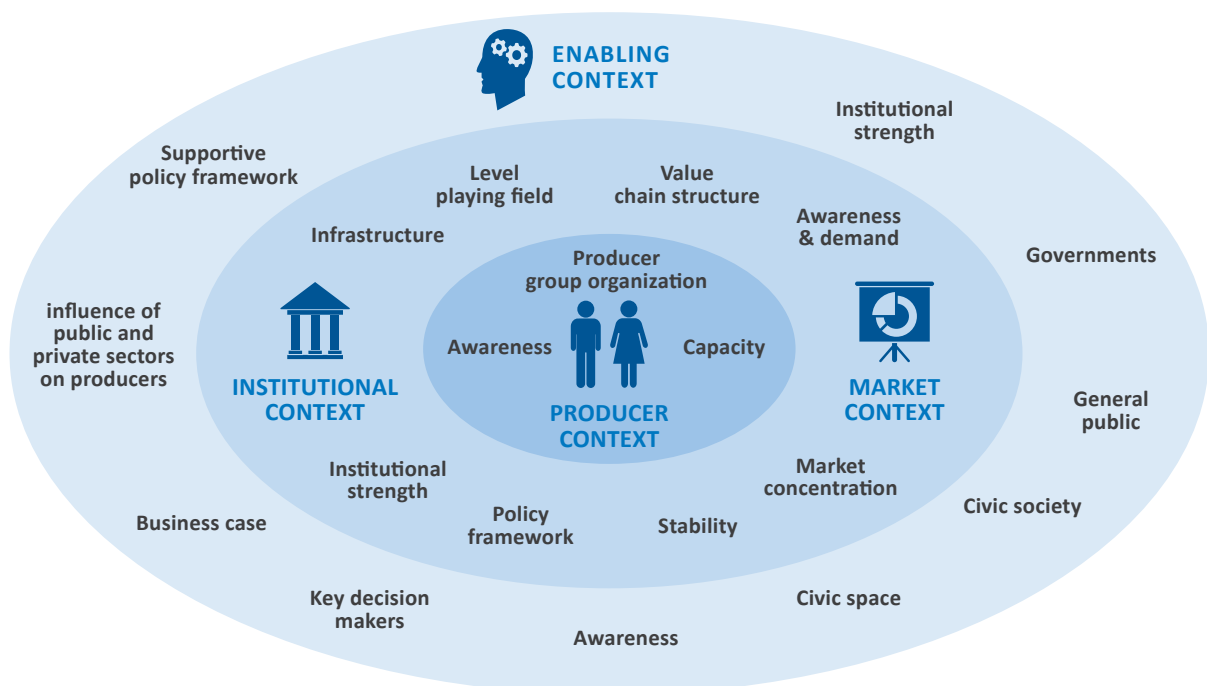 ENABLING
CONTEXT
Institutional
strength
Supportive
policy framework
Level
playing field
Value
chain structure
Infrastructure
Awareness
& demand
Governments
Producer
group organization
influence of
public and
private sectors
on producers
Awareness
Capacity
INSTITUTIONAL
CONTEXT
PRODUCER
CONTEXT
MARKET
CONTEXT
General
public
Institutional
strength
Market
concentration
Policy
framework
Stability
Civic society
Business case
Key decision
makers
Awareness
Civic space